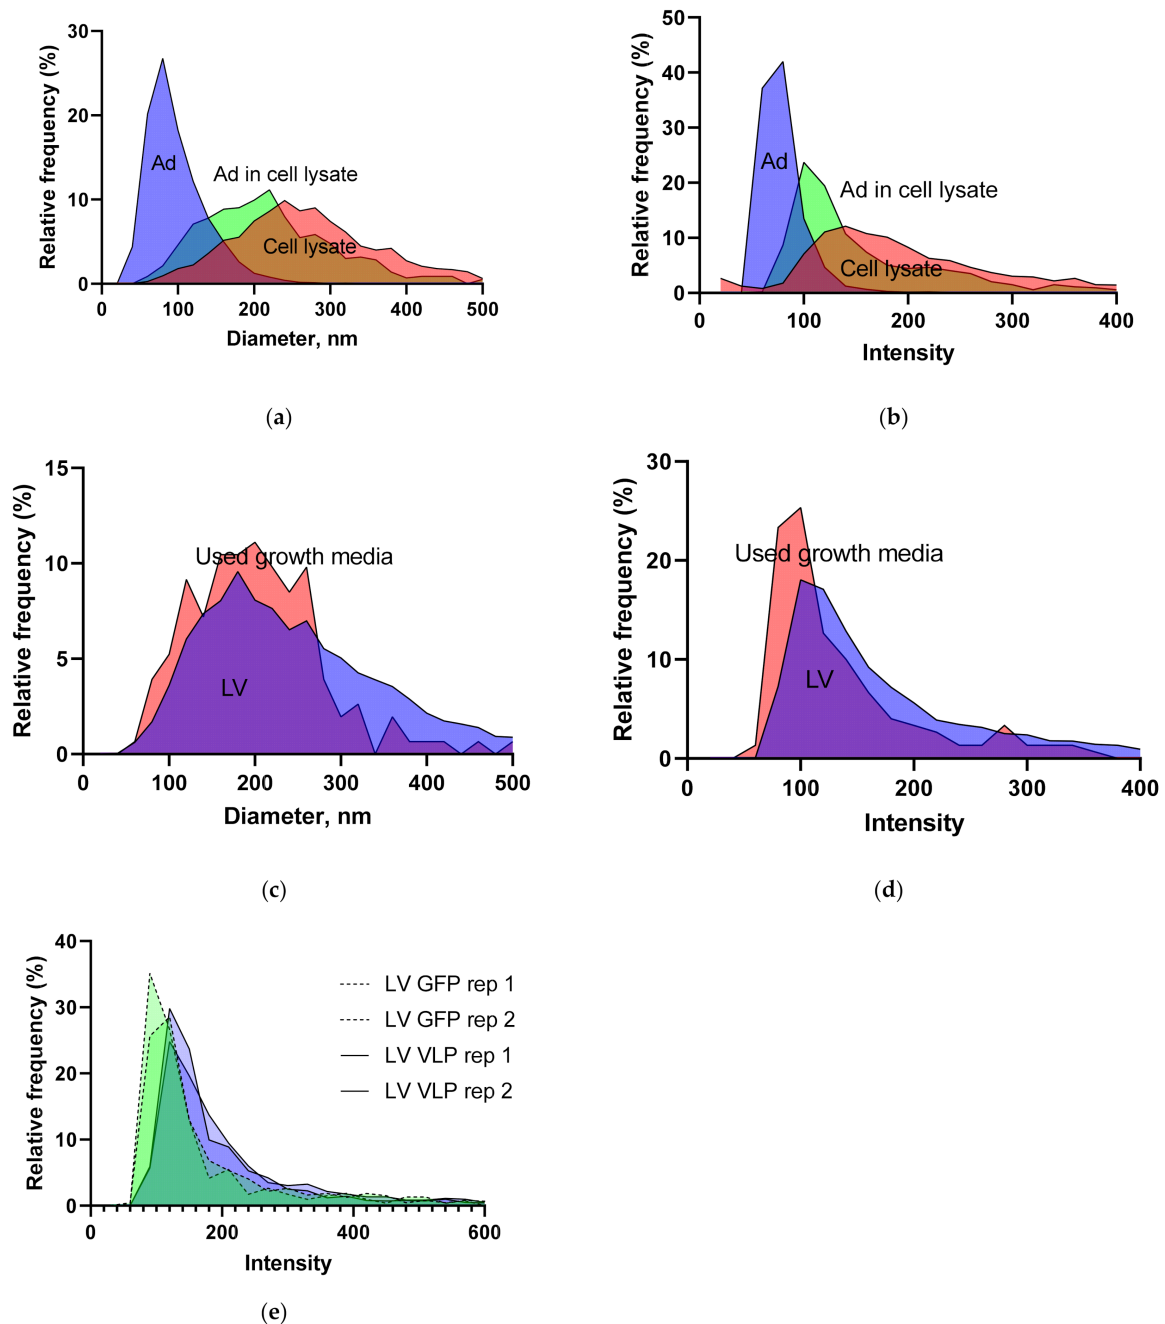 30
20
10
0
Relative frequency (%)
Ad
Ad in cell lysate
Cell lysate
0 100 200 300 400 500
Diameter, nm
(a)
50
40
30
20
10
0
Relative frequency (%)
Ad
Ad in cell lysate
Cell lysate
0 100 200 300 400
Intensity
(b)
15
10
5
0
Relative frequency (%)
Used growth media
LV
0 100 200 300 400 500
Diameter, nm
(c)
30
20
10
0
Relative frequency (%)
Used growth media
LV
0 100 200 300 400
Intensity
(d)
40
30
20
10
0
Relative frequency (%)
LV GFP rep 1
LV GFP rep 2
LV VLP rep 1
LV VLP rep 2
0 200 400 600
Intensity
(e)